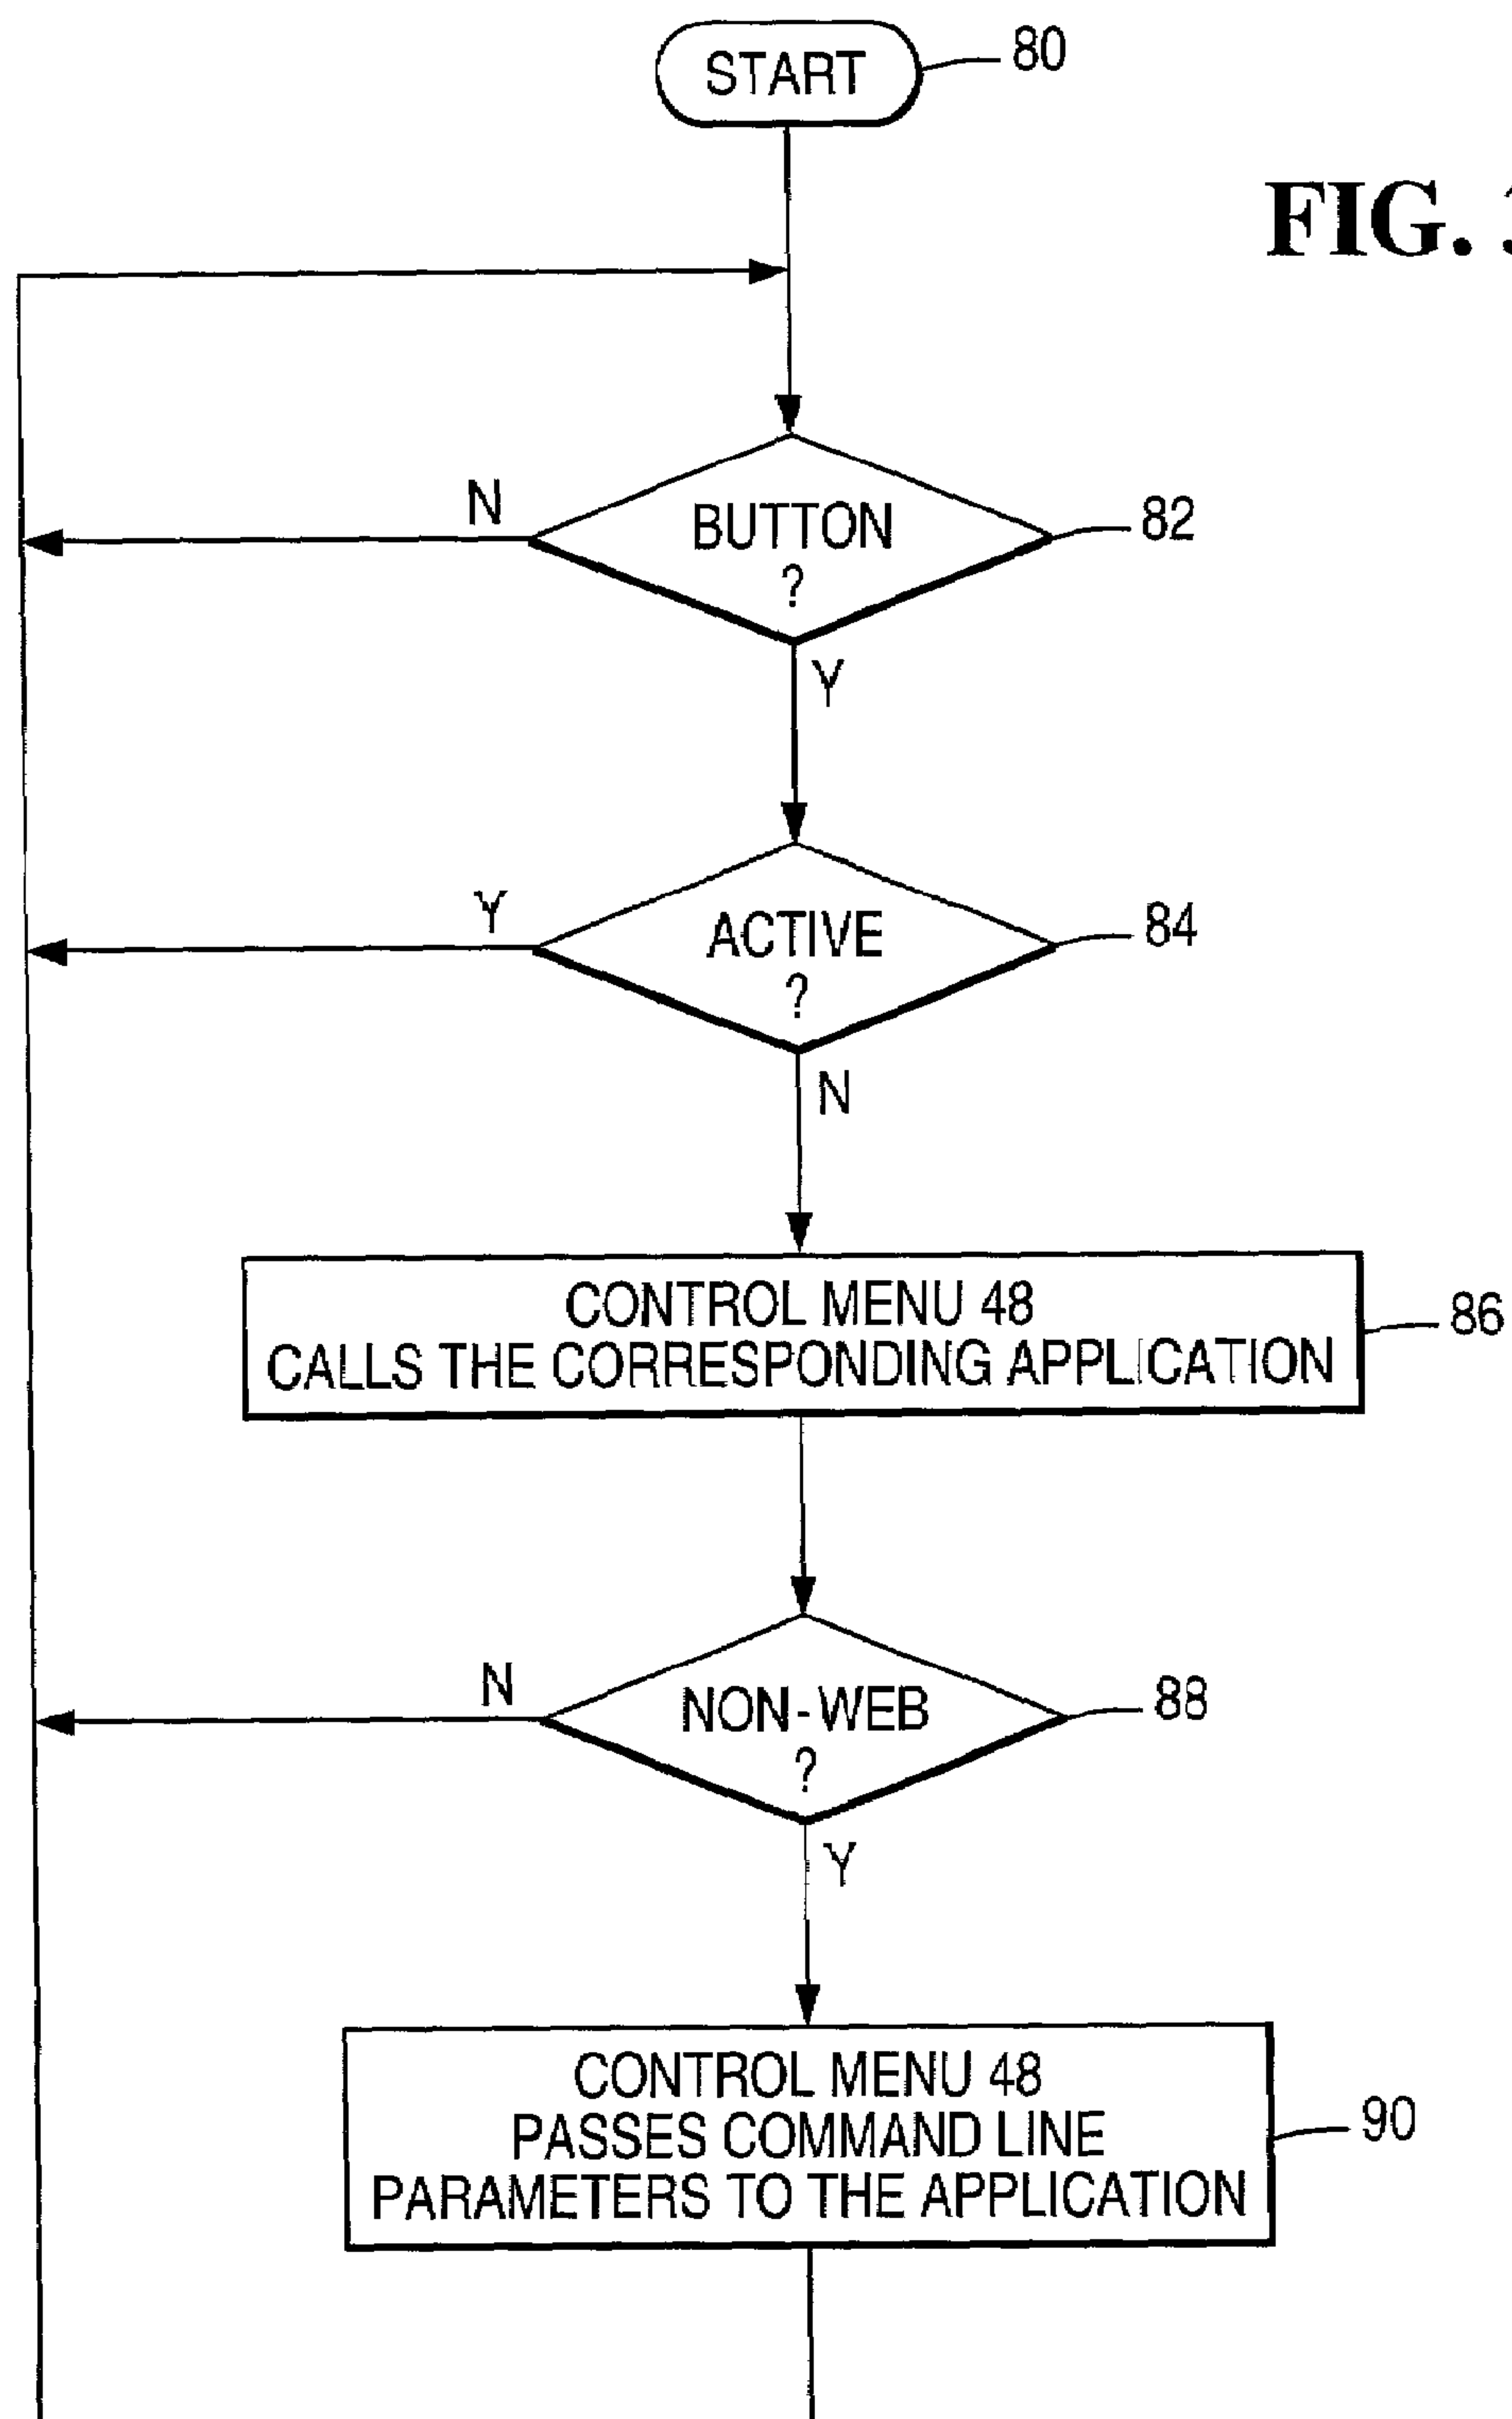 START
80
FIG.
N
BUTTON
?
82
Y
Y
ACTIVE
?
84
N
CONTROL MENU 48
CALLS THE CORRESPONDING APPLICATION
86
N
NON-WEB
?
88
Y
CONTROL MENU 48
PASSES COMMAND LINE
PARAMETERS TO THE APPLICATION
90